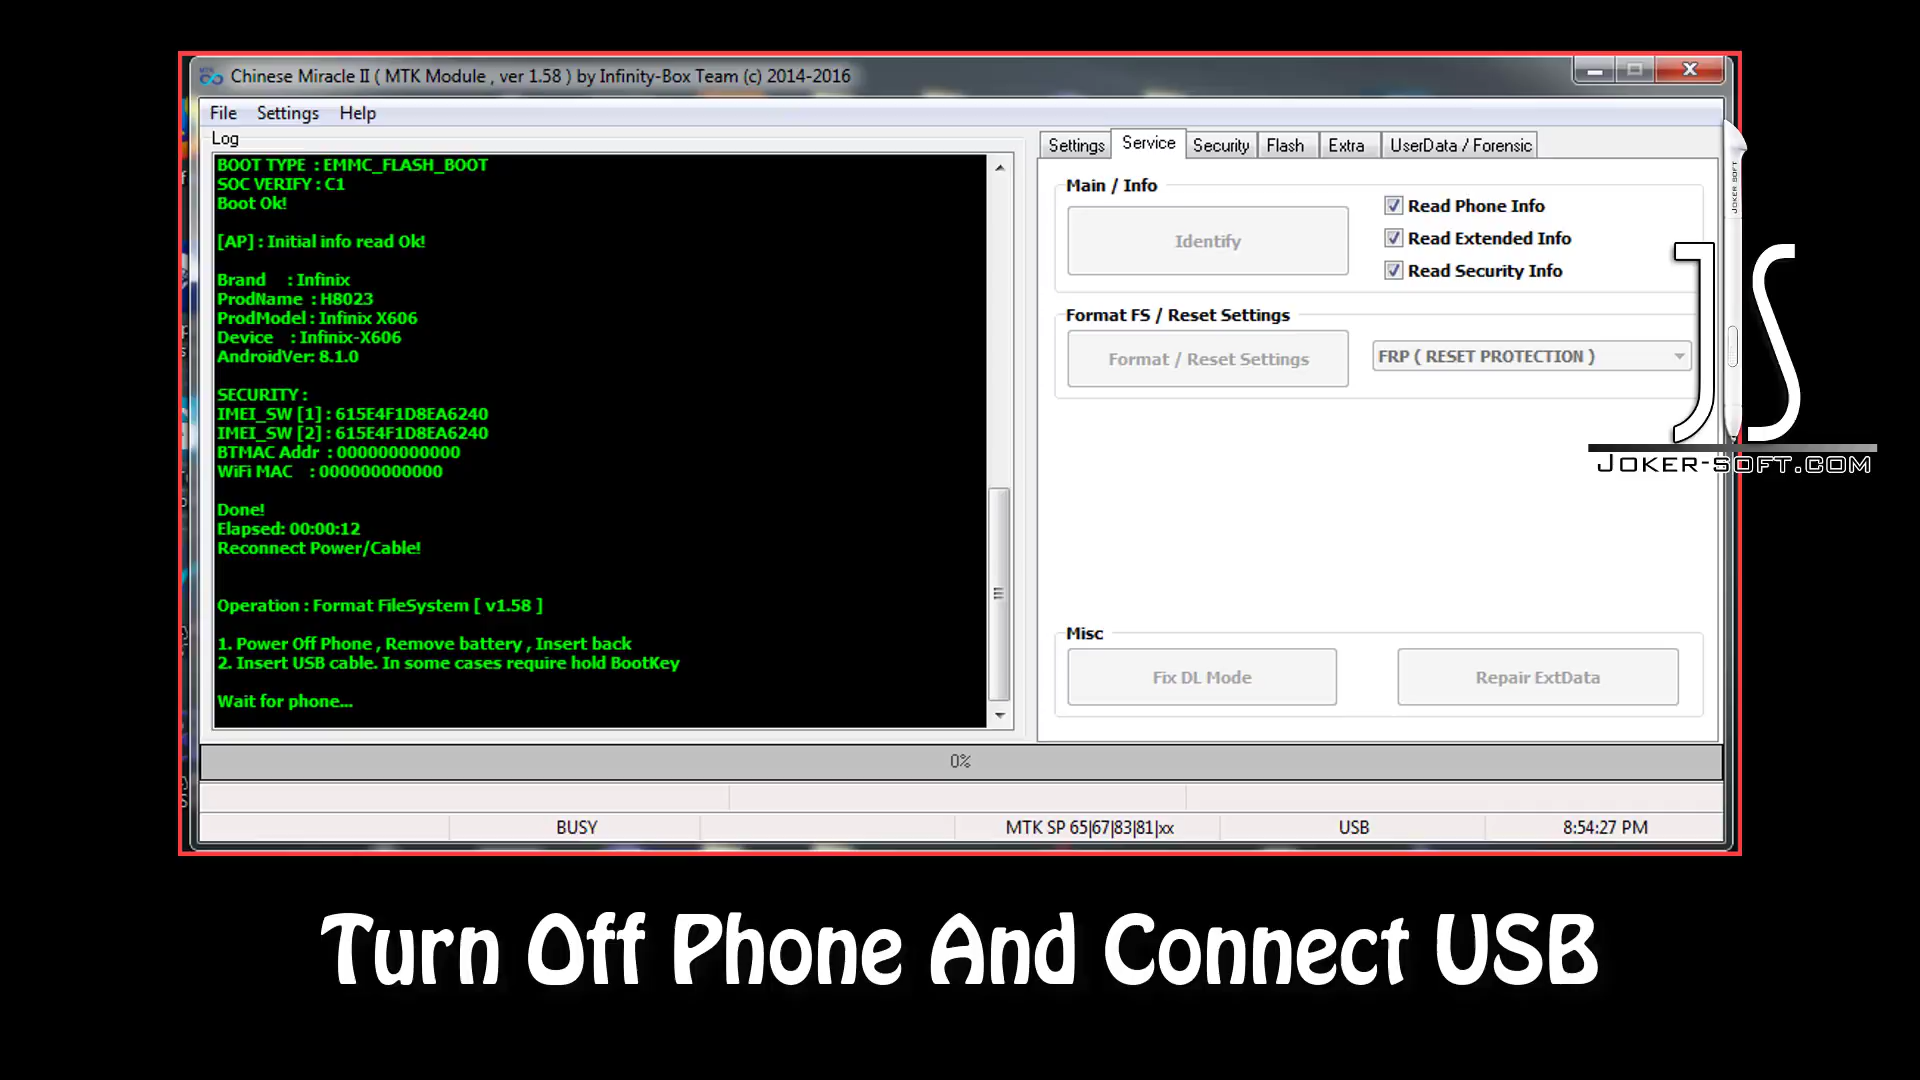 Chinese Miracle II ( MTK Module , ver 1.58 ) by Infinity-Box Team (c) 2014-2016
File Settings Help
Log
BOOT TYPE : EMMC_FLASH_BOOT
SOC VERIFY : C1
Boot Ok!
[AP] : Initial info read Ok!
Brand : Infinix
ProdName : H8023
ProdModel : Infinix X606
Device : Infinix-X606
AndroidVer: 8.1.0
SECURITY :
IMEI_SW [1] : 615E4F1D8EA6240
IMEI_SW [2] : 615E4F1D8EA6240
BTMAC Addr : 000000000000
WiFi MAC : 000000000000
Done!
Elapsed: 00:00:12
Reconnect Power/Cable!
Operation : Format FileSystem [ v1.58 ]
1. Power Off Phone , Remove battery , Insert back
2. Insert USB cable. In some cases require hold BootKey
Wait for phone...
Settings Service Security Flash Extra UserData / Forensic
Main / Info
Identify
Read Phone Info
Read Extended Info
Read Security Info
Format FS / Reset Settings
Format / Reset Settings
FRP ( RESET PROTECTION )
Misc
Fix DL Mode
Repair ExtData
JOKER SOFT
JS
JOKER-SOFT.COM
0%
BUSY MTK SP 65|67|83|81|xx USB 8:54:27 PM
Turn Off Phone And Connect USB